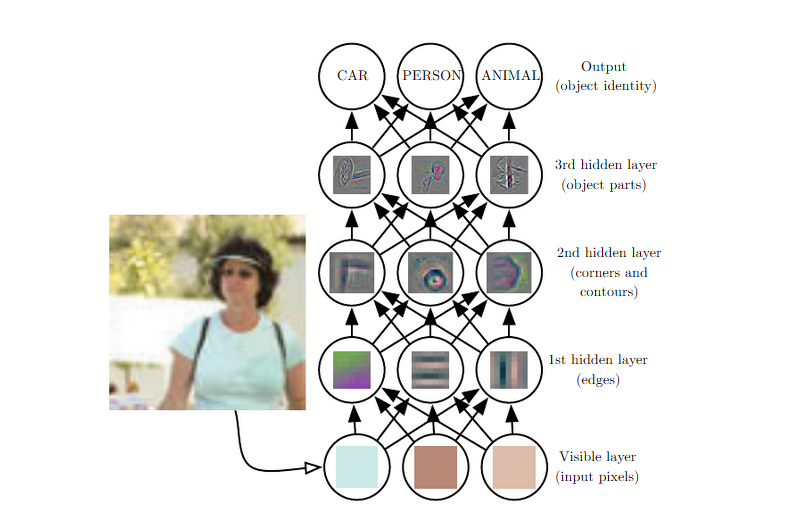 CAR PERSON ANIMAL
Output
(object identity)
3rd hidden layer
(object parts)
2nd hidden layer
(corners and
contours)
1st hidden layer
(edges)
Visible layer
(input pixels)